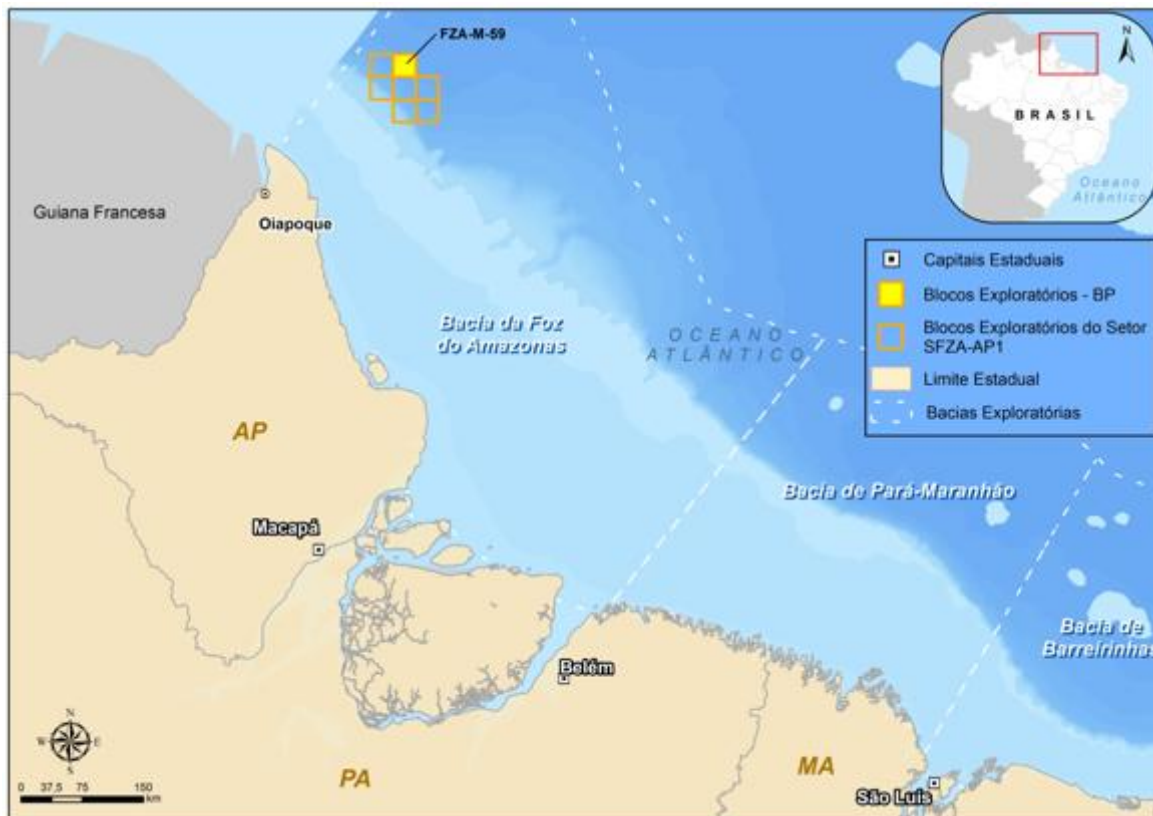 FZA-M-59
N
BRASIL
Oceano
Atlântico
Guiana Francesa
Oiapoque
Capitais Estaduais
Blocos Exploratórios - BP
Blocos Exploratórios do Setor
SFZA-AP1
Limite Estadual
Bacias Exploratórias
Bacia da Foz
do Amazonas
OCEANO
ATLÂNTICO
AP
Bacia de Pará-Maranhão
Macapá
Bacia de
Barreirinhas
Belém
N
W
E
S
PA
MA
São Luís
0 37,5 75 150
km